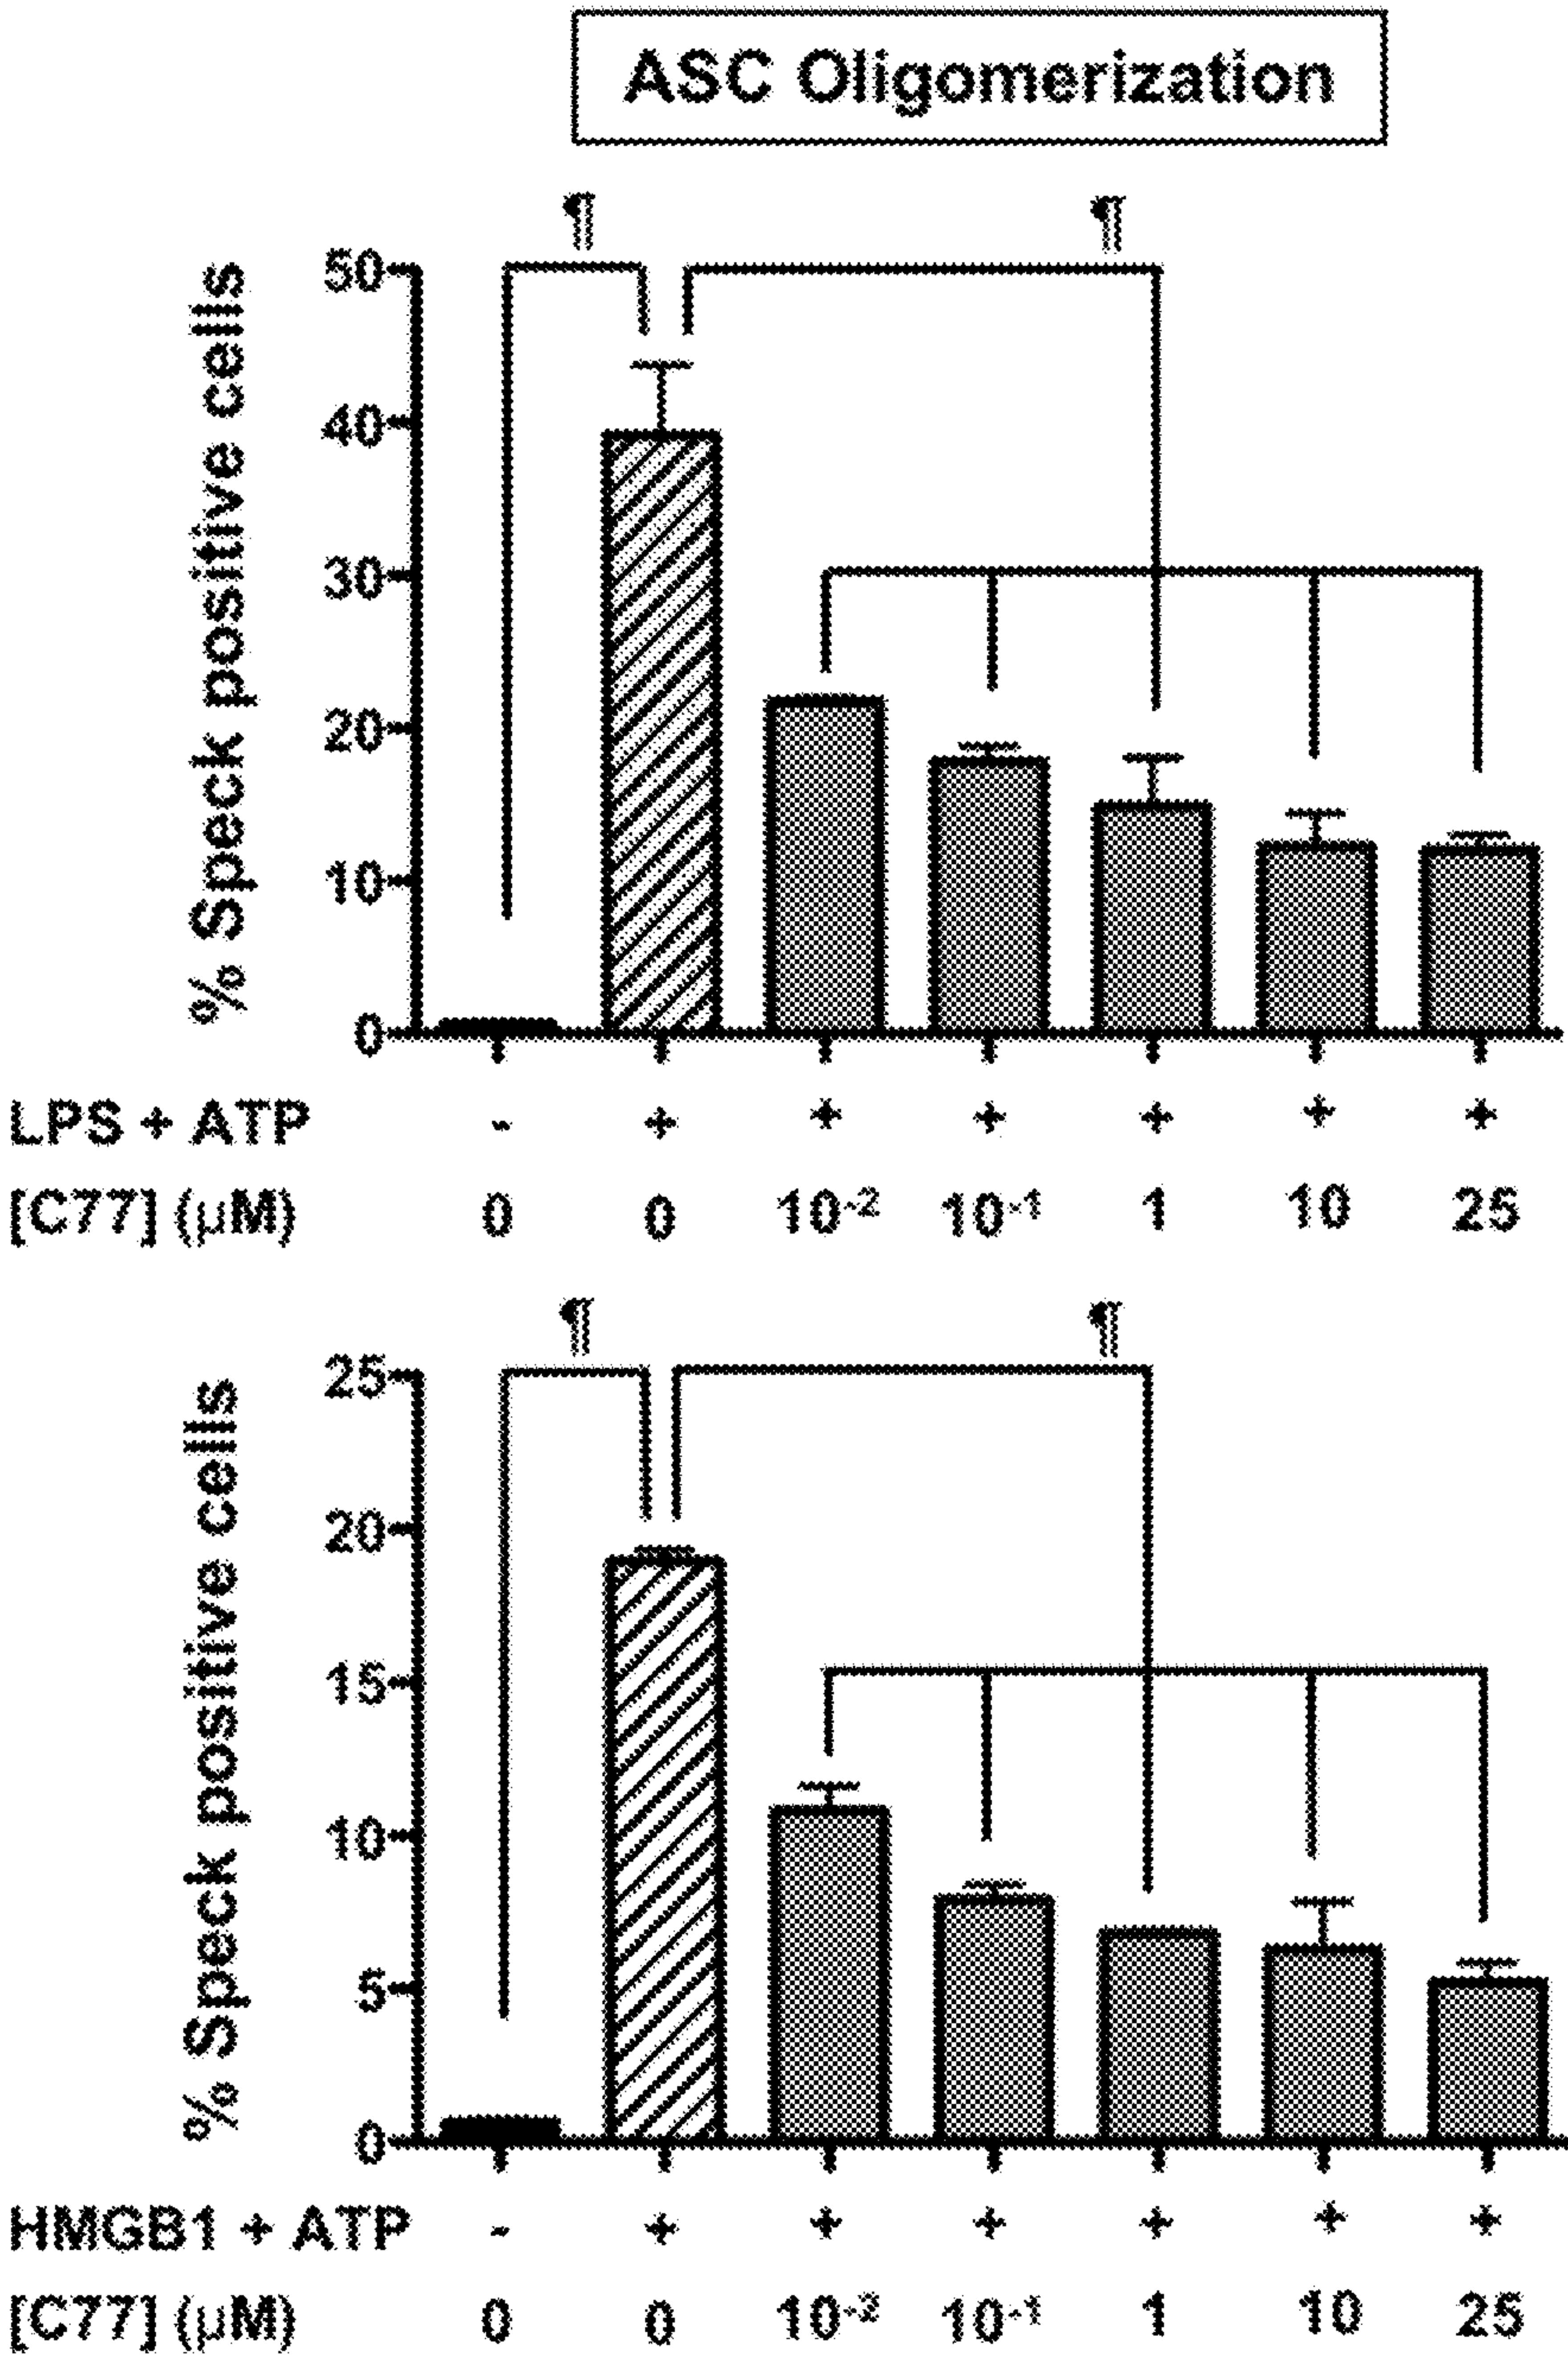 ASC Oligomerization
¶ ¶
% Speck positive cells
50
40
30
20
10
0
LPS + ATP - + + + + + +
[C77] (μM) 0 0 10⁻² 10⁻¹ 1 10 25
¶ ¶
% Speck positive cells
25
20
15
10
5
0
HMGB1 + ATP - + + + + + +
[C77] (μM) 0 0 10⁻² 10⁻¹ 1 10 25